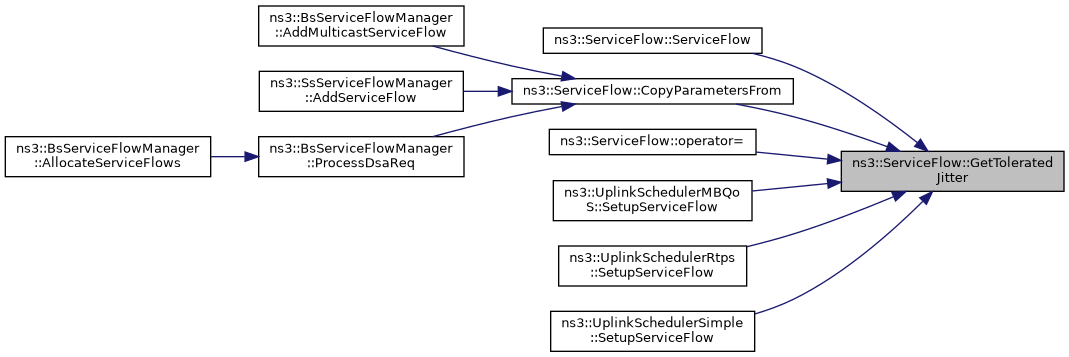 ns3::BsServiceFlowManager
::AddMulticastServiceFlow
ns3::ServiceFlow::ServiceFlow
ns3::SsServiceFlowManager
::AddServiceFlow
ns3::ServiceFlow::CopyParametersFrom
ns3::BsServiceFlowManager
::AllocateServiceFlows
ns3::BsServiceFlowManager
::ProcessDsaReq
ns3::ServiceFlow::operator=
ns3::ServiceFlow::GetTolerated
Jitter
ns3::UplinkSchedulerMBQo
S::SetupServiceFlow
ns3::UplinkSchedulerRtps
::SetupServiceFlow
ns3::UplinkSchedulerSimple
::SetupServiceFlow